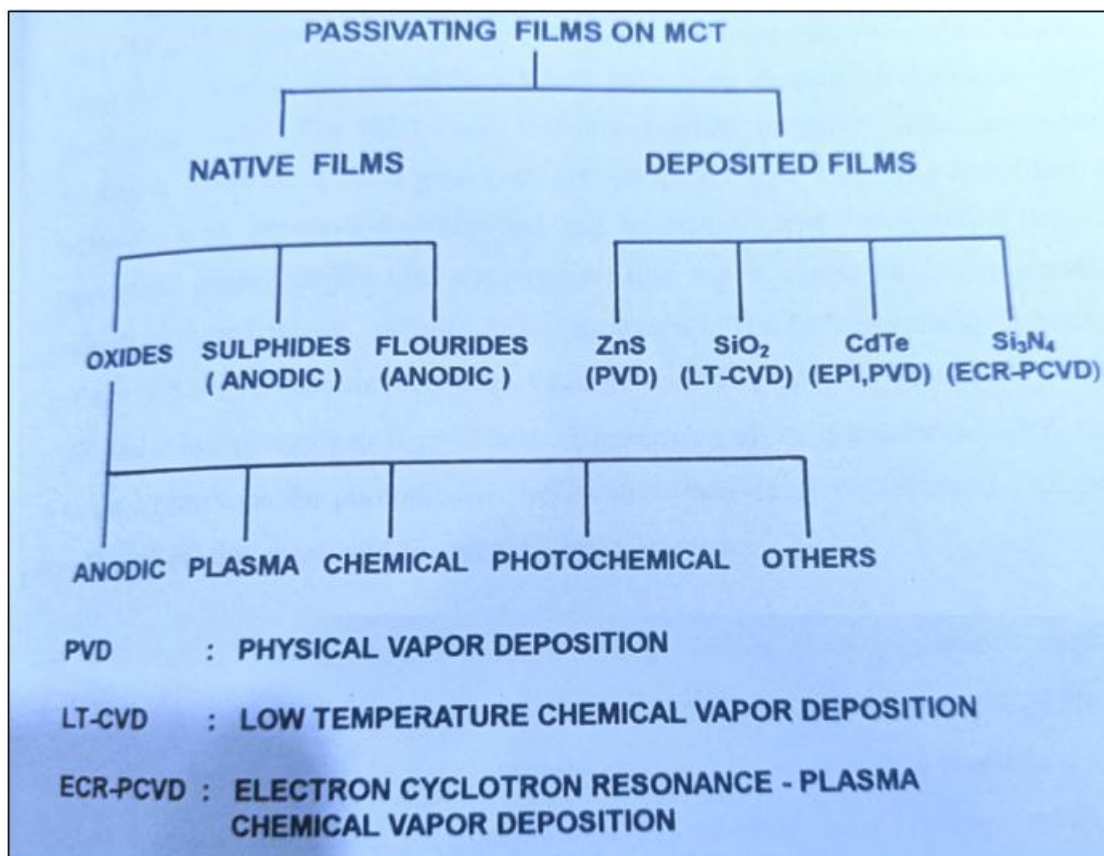 PASSIVATING FILMS ON MCT
NATIVE FILMS DEPOSITED FILMS
OXIDES SULPHIDES FLOURIDES ZnS SiO₂ CdTe Si₃N₄
( ANODIC ) (ANODIC ) (PVD) (LT-CVD) (EPI,PVD) (ECR-PCVD)
ANODIC PLASMA CHEMICAL PHOTOCHEMICAL OTHERS
PVD : PHYSICAL VAPOR DEPOSITION
LT-CVD : LOW TEMPERATURE CHEMICAL VAPOR DEPOSITION
ECR-PCVD : ELECTRON CYCLOTRON RESONANCE - PLASMA
CHEMICAL VAPOR DEPOSITION